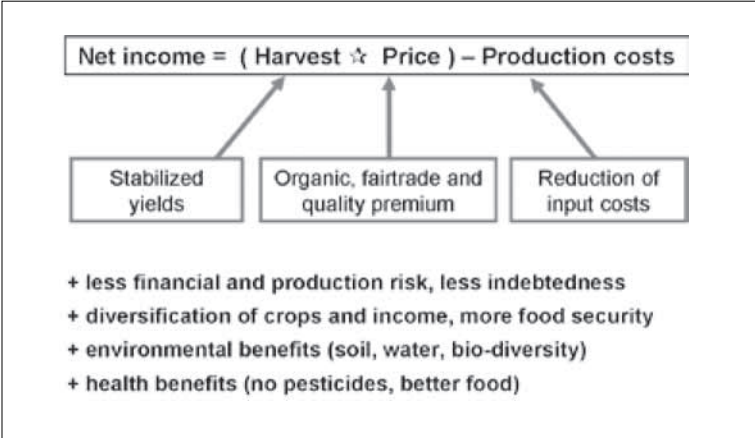 Net income = ( Harvest ☆ Price ) – Production costs
Stabilized
yields
Organic, fairtrade and
quality premium
Reduction of
input costs
+ less financial and production risk, less indebtedness
+ diversification of crops and income, more food security
+ environmental benefits (soil, water, bio-diversity)
+ health benefits (no pesticides, better food)